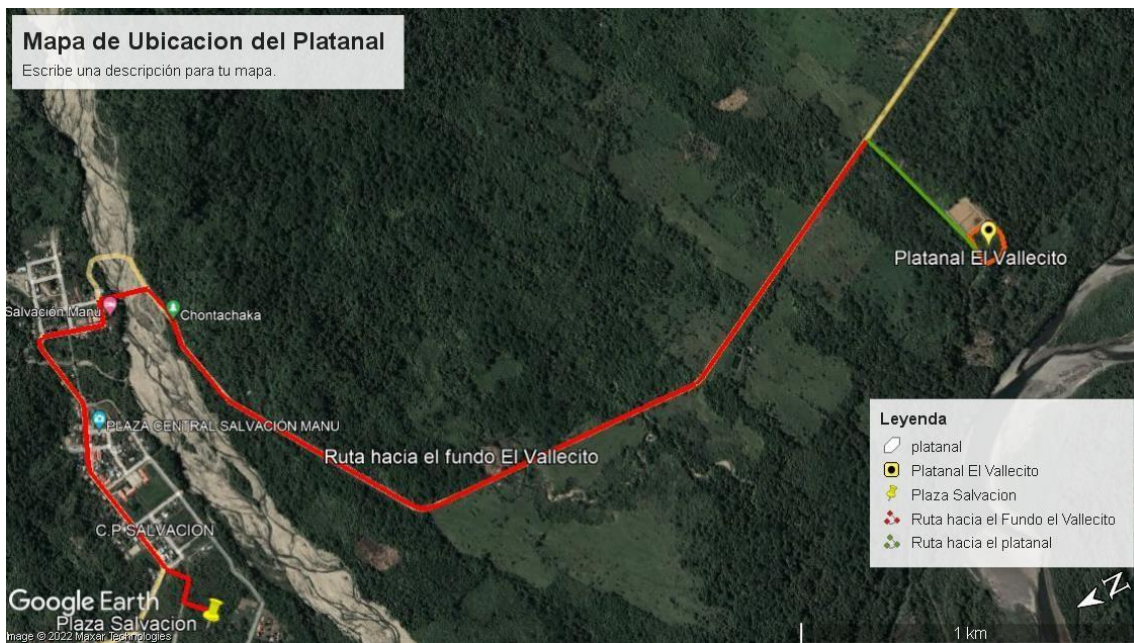 Mapa de Ubicacion del Platanal
Escribe una descripción para tu mapa.
Platanal El Vallecito
Salvación Manu
Chontachaka
PLAZA CENTRAL SALVACION MANU
Ruta hacia el fundo El Vallecito
C.P SALVACION
Leyenda
platanal
Platanal El Vallecito
Plaza Salvacion
Ruta hacia el Fundo el Vallecito
Ruta hacia el platanal
N
Google Earth
Plaza Salvacion
Image © 2022 Maxar Technologies
1 km